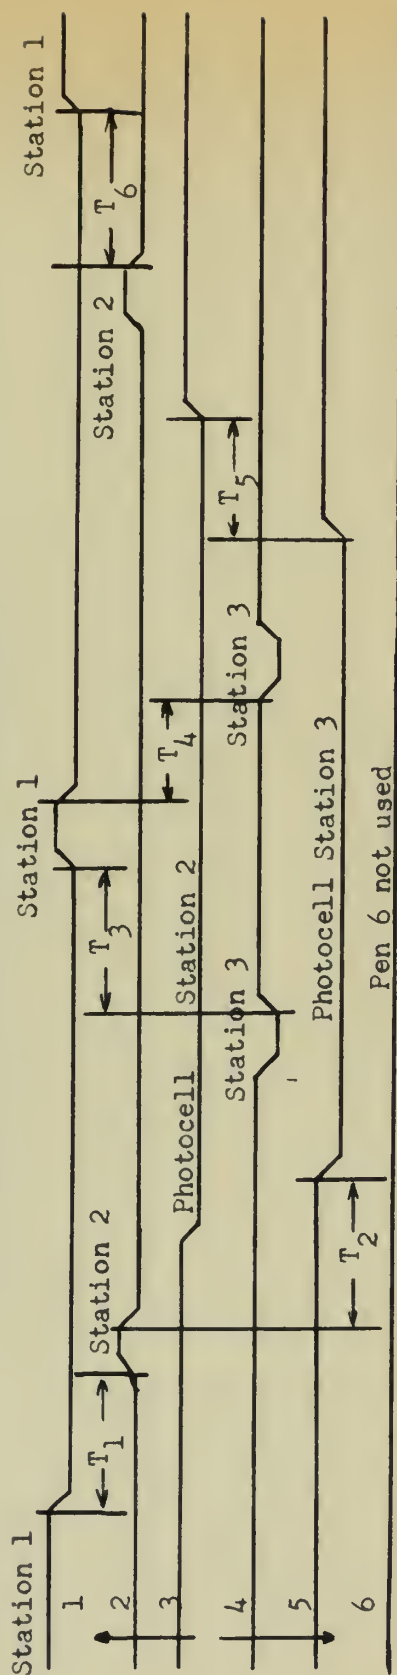 Station 1
1
T1
Station 2
2
T3
Station 1
Station 2
T6
Station 1
3
Photocell Station 2
T4
T5
4
Station 3
Station 3
5
T2
Photocell Station 3
6
Pen 6 not used